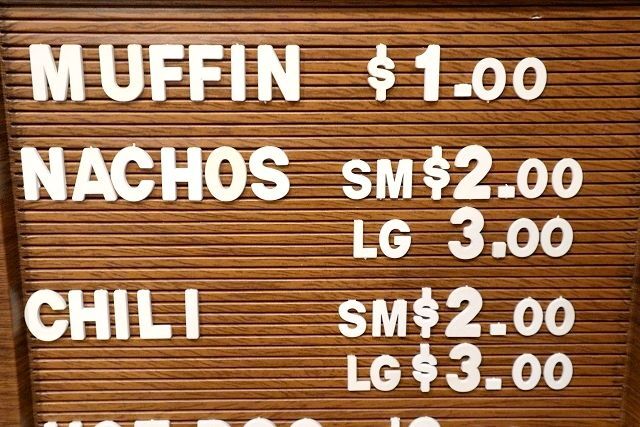 MUFFIN $1.00
NACHOS SM $2.00
LG 3.00
CHILI SM $2.00
LG $3.00